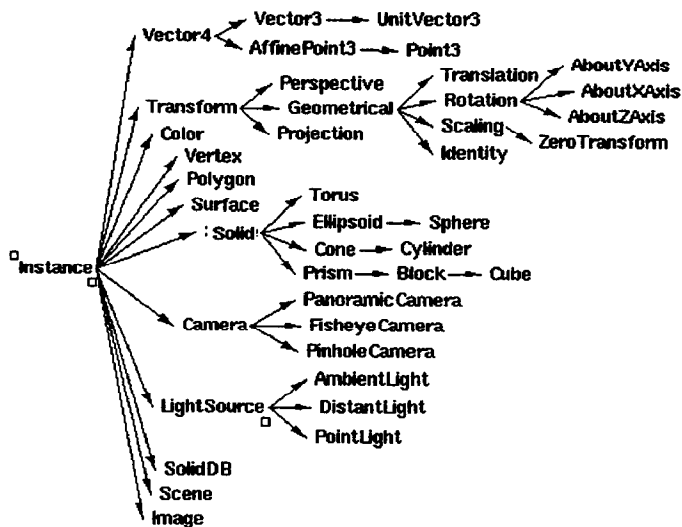 Vector4
Vector3
UnitVector3
AffinePoint3
Point3
Transform
Perspective
Geometrical
Projection
Translation
Rotation
Scaling
Identity
AboutYAxis
AboutXAxis
AboutZAxis
ZeroTransform
Color
Vertex
Polygon
Surface
Solid
Torus
Ellipsoid
Sphere
Cone
Cylinder
Prism
Block
Cube
Instance
Camera
PanoramicCamera
FisheyeCamera
PinholeCamera
LightSource
AmbientLight
DistantLight
PointLight
SolidDB
Scene
Image